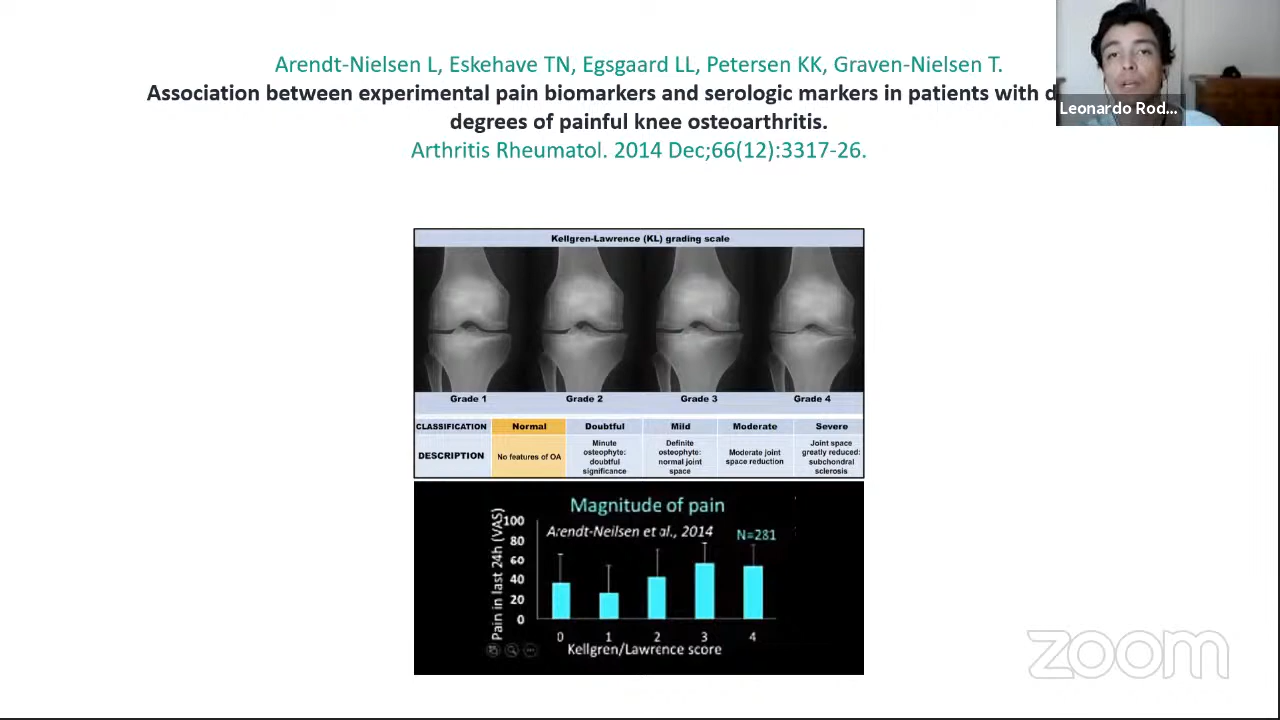 Arendt-Nielsen L, Eskehave TN, Egsgaard LL, Petersen KK, Graven-Nielsen T.
Association between experimental pain biomarkers and serologic markers in patients with d
degrees of painful knee osteoarthritis.
Arthritis Rheumatol. 2014 Dec;66(12):3317-26.
Leonardo Rod...
Kellgren-Lawrence (KL) grading scale
Grade 1 Grade 2 Grade 3 Grade 4
CLASSIFICATION Normal Doubtful Mild Moderate Severe
DESCRIPTION
No features of OA
Minute
osteophyte:
doubtful
significance
Definite
osteophyte:
normal joint
space
Moderate joint
space reduction
Joint space
greatly reduced:
subchondral
sclerosis
Magnitude of pain
Arendt-Neilsen et al., 2014
N=281
Pain in last 24h (VAS)
100
80
60
40
20
0
0 1 2 3 4
Kellgren/Lawrence score
zoom